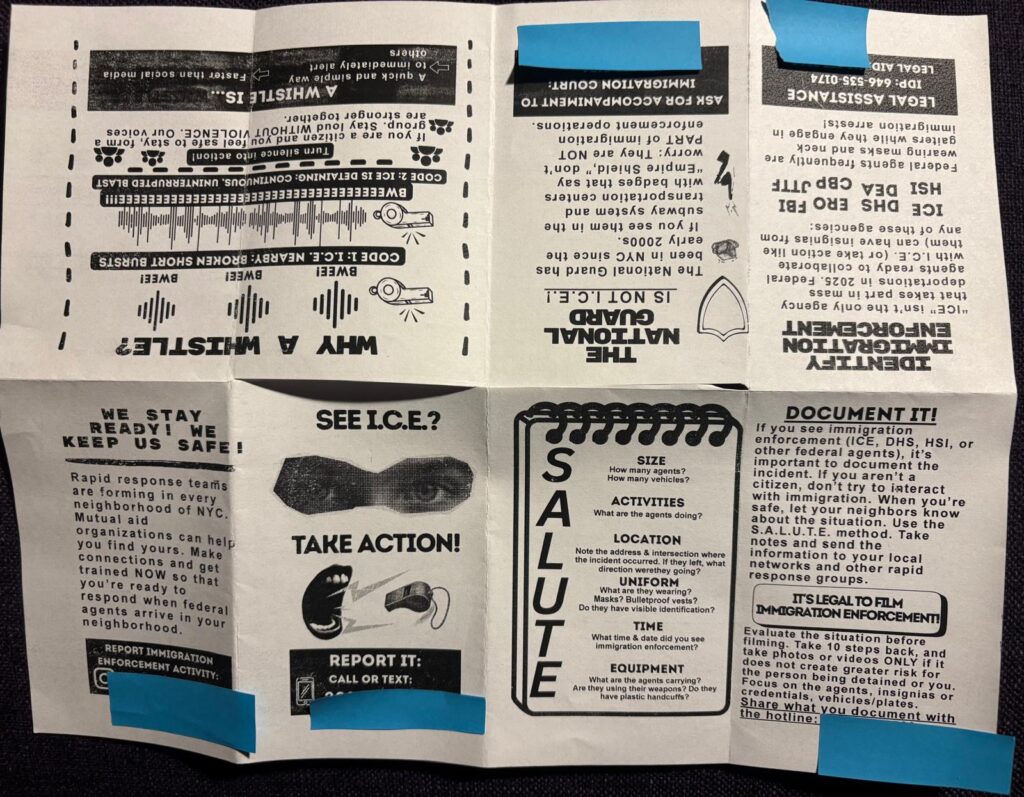 WHY A WHISTLE?
BWEE! BWEE! BWEE!
CODE 1: I.C.E. NEARBY: BROKEN SHORT BURSTS
BWEEEEEEEEEEEEEEEEEEEEEEEEEEEEEEEEEEE!!!
CODE 2: ICE IS DETAINING: CONTINUOUS, UNINTERRUPTED BLAST
Turn silence into action!
If you are a citizen and you feel safe to, stay, form a
group. Stay loud WITHOUT VIOLENCE. Our voices
are stronger together.
A WHISTLE IS...
A quick and simple way
to immediately alert
others
Faster than social media
THE
NATIONAL
GUARD
IS NOT I.C.E.!
The National Guard has
been in NYC since the
early 2000s.
If you see them in the
subway system and
transportation centers
with badges that say
"Empire Shield," don't
worry: They are NOT
PART of immigration
enforcement operations.
ASK FOR ACCOMPANIMENT TO
IMMIGRATION COURT:
IDENTIFY
IMMIGRATION
ENFORCEMENT
"ICE" isn't the only agency
that takes part in mass
deportations in 2025. Federal
agents ready to collaborate
with I.C.E. (or take action like
them) can have insignias from
any of these agencies:
ICE DHS ERO FBI
HSI DEA CBP JTTF
Federal agents frequently are
wearing masks and neck
gaiters while they engage in
immigration arrests!
LEGAL ASSISTANCE
IDP: 646-535-0174
LEGAL AID:
WE STAY
READY! WE
KEEP US SAFE!
Rapid response teams
are forming in every
neighborhood of NYC.
Mutual aid
organizations can help
you find yours. Make
connections and get
trained NOW so that
you're ready to
respond when federal
agents arrive in your
neighborhood.
REPORT IMMIGRATION
ENFORCEMENT ACTIVITY:
SEE I.C.E.?
TAKE ACTION!
REPORT IT:
CALL OR TEXT:
SALUTE
SIZE
How many agents?
How many vehicles?
ACTIVITIES
What are the agents doing?
LOCATION
Note the address & intersection where
the incident occurred. If they left, what
direction werethey going?
UNIFORM
What are they wearing?
Masks? Bulletproof vests?
Do they have visible identification?
TIME
What time & date did you see
immigration enforcement?
EQUIPMENT
What are the agents carrying?
Are they using their weapons? Do they
have plastic handcuffs?
DOCUMENT IT!
If you see immigration
enforcement (ICE, DHS, HSI, or
other federal agents), it's
important to document the
incident. If you aren't a
citizen, don't try to interact
with immigration. When you're
safe, let your neighbors know
about the situation. Use the
S.A.L.U.T.E. method. Take
notes and send the
information to your local
networks and other rapid
response groups.
IT'S LEGAL TO FILM
IMMIGRATION ENFORCEMENT!
Evaluate the situation before
filming. Take 10 steps back, and
take photos or videos ONLY if it
does not create greater risk for
the person being detained or you.
Focus on the agents, insignias or
credentials, vehicles/plates.
Share what you document with
the hotline: